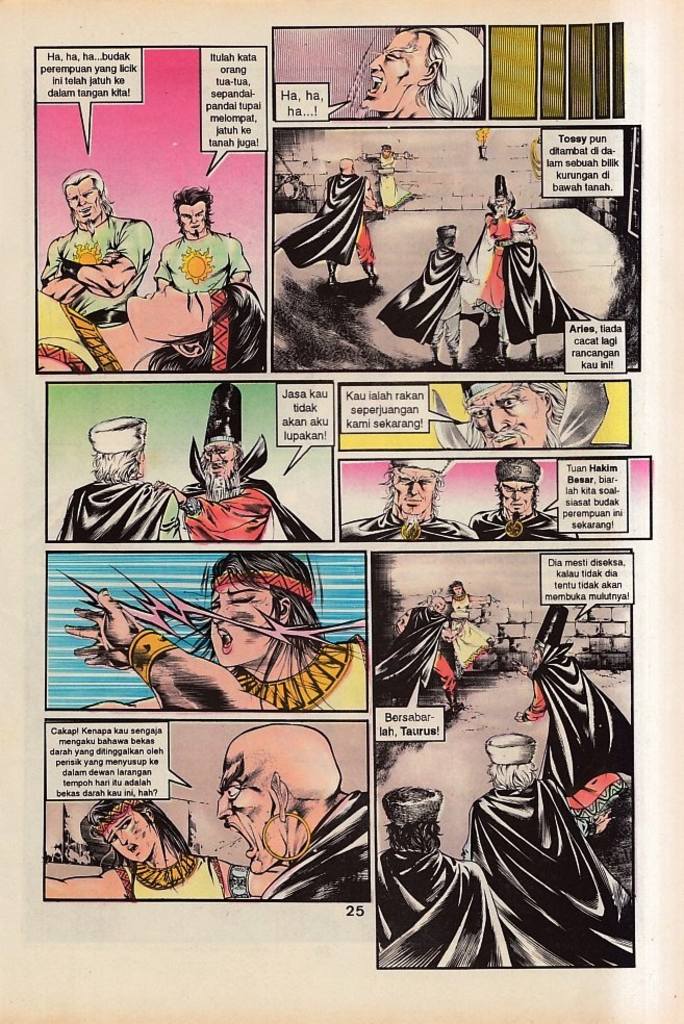 Ha, ha, ha...budak
perempuan yang licik
ini telah jatuh ke
dalam tangan kita!
Itulah kata
orang
tua-tua,
sepandai-
pandai tupai
melompat,
jatuh ke
tanah juga!
Ha, ha,
ha...!
Tossy pun
ditambat di da-
lam sebuah bilik
kurungan di
bawah tanah.
Aries, tiada
cacat lagi
rancangan
kau ini!
Jasa kau
tidak
akan aku
lupakan!
Kau ialah rakan
seperjuangan
kami sekarang!
Tuan Hakim
Besar, biar-
lah kita soal-
siasat budak
perempuan ini
sekarang!
Dia mesti diseksa,
kalau tidak dia
tentu tidak akan
membuka mulutnya!
Bersabar-
lah, Taurus!
Cakap! Kenapa kau sengaja
mengaku bahawa bekas
darah yang ditinggalkan oleh
perisik yang menyusup ke
dalam dewan larangan
tempoh hari itu adalah
bekas darah kau ini, hah?
25